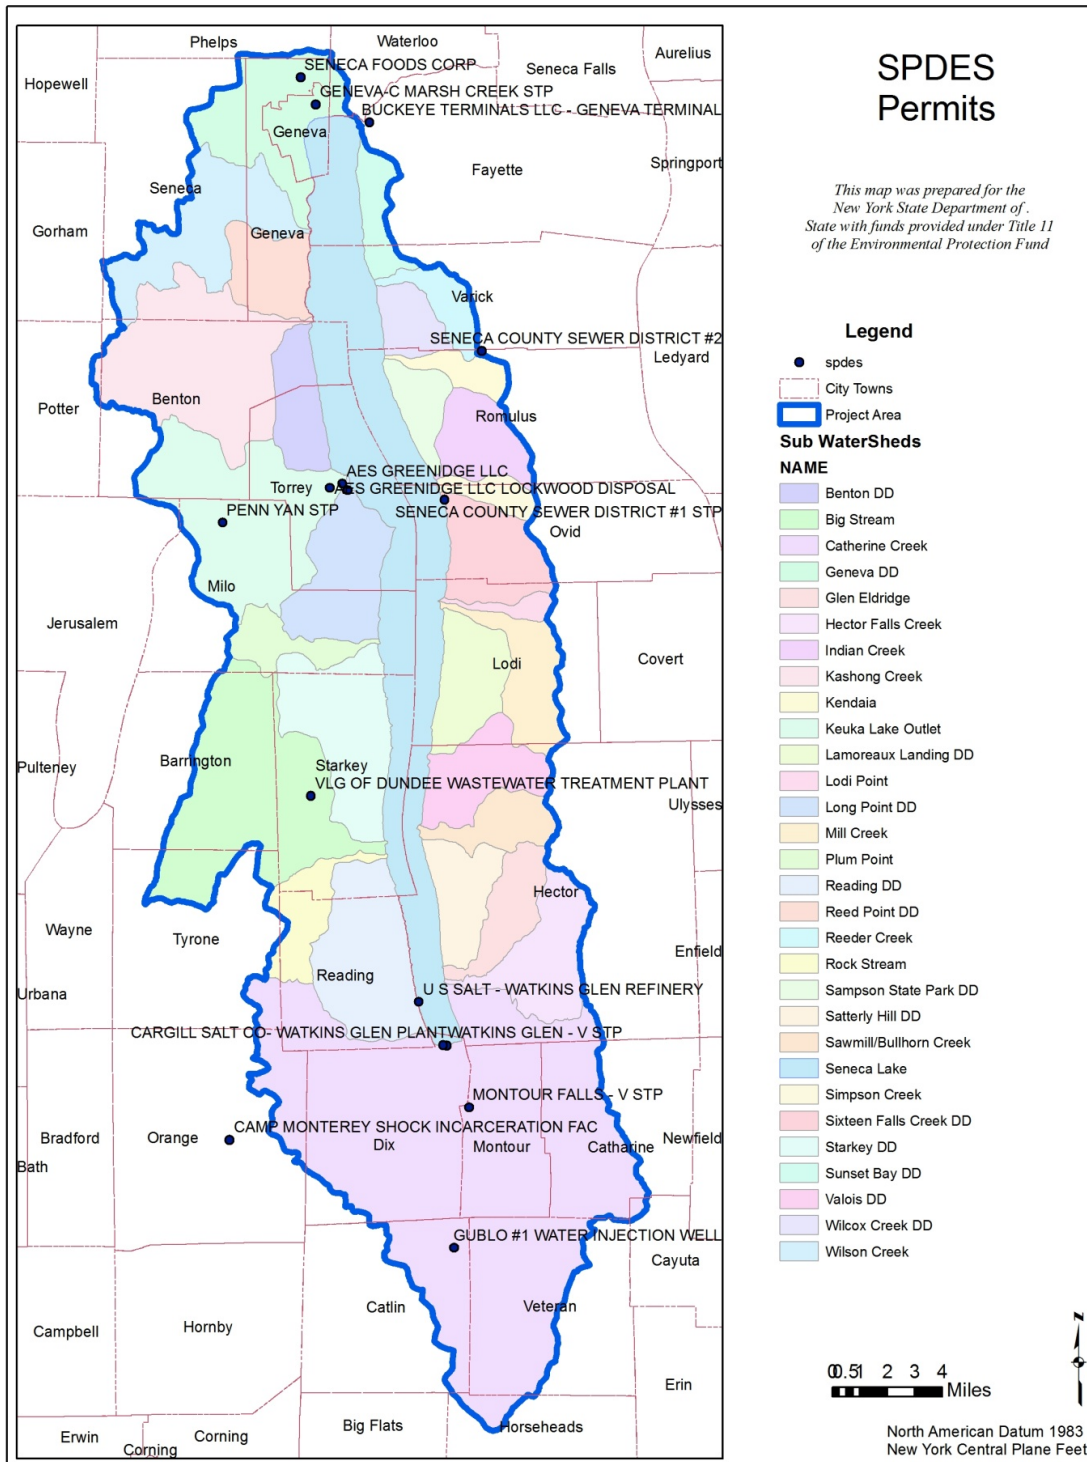 SPDES
Permits
This map was prepared for the
New York State Department of .
State with funds provided under Title 11
of the Environmental Protection Fund
Legend
spdes
City Towns
Project Area
Sub WaterSheds
NAME
Benton DD
Big Stream
Catherine Creek
Geneva DD
Glen Eldridge
Hector Falls Creek
Indian Creek
Kashong Creek
Kendaia
Keuka Lake Outlet
Lamoreaux Landing DD
Lodi Point
Long Point DD
Mill Creek
Plum Point
Reading DD
Reed Point DD
Reeder Creek
Rock Stream
Sampson State Park DD
Satterly Hill DD
Sawmill/Bullhorn Creek
Seneca Lake
Simpson Creek
Sixteen Falls Creek DD
Starkey DD
Sunset Bay DD
Valois DD
Wilcox Creek DD
Wilson Creek
Z
0 0.5 1 2 3 4 Miles
North American Datum 1983
New York Central Plane Feet
Phelps
Waterloo
Aurelius
Hopewell
SENECA FOODS CORP
Seneca Falls
GENEVA-C MARSH CREEK STP
BUCKEYE TERMINALS LLC - GENEVA TERMINAL
Geneva
Fayette
Springport
Seneca
Gorham
Geneva
Varick
SENECA COUNTY SEWER DISTRICT #2
Ledyard
Potter
Benton
Romulus
AES GREENIDGE LLC
Torrey
AES GREENIDGE LLC LOCKWOOD DISPOSAL
PENN YAN STP
SENECA COUNTY SEWER DISTRICT #1 STP
Ovid
Milo
Jerusalem
Lodi
Covert
Barrington
Starkey
Pulteney
VLG OF DUNDEE WASTEWATER TREATMENT PLANT
Ulysses
Hector
Wayne
Tyrone
Enfield
Reading
Urbana
U S SALT - WATKINS GLEN REFINERY
CARGILL SALT CO- WATKINS GLEN PLANT
WATKINS GLEN - V STP
MONTOUR FALLS - V STP
CAMP MONTEREY SHOCK INCARCERATION FAC
Bradford
Orange
Dix
Montour
Catharine
Newfield
Bath
GUBLO #1 WATER INJECTION WELL
Cayuta
Catlin
Veteran
Campbell
Hornby
Erin
Big Flats
Horseheads
Erwin
Corning
Corning